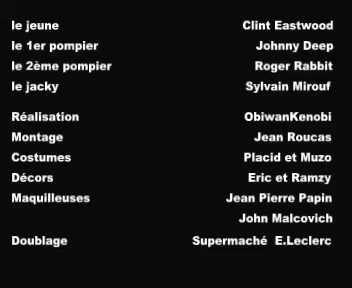 le jeune Clint Eastwood
le 1er pompier Johnny Deep
le 2ème pompier Roger Rabbit
le jacky Sylvain Mirouf
Réalisation ObiwanKenobi
Montage Jean Roucas
Costumes Placid et Muzo
Décors Eric et Ramzy
Maquilleuses Jean Pierre Papin
John Malcovich
Doublage Supermaché E.Leclerc